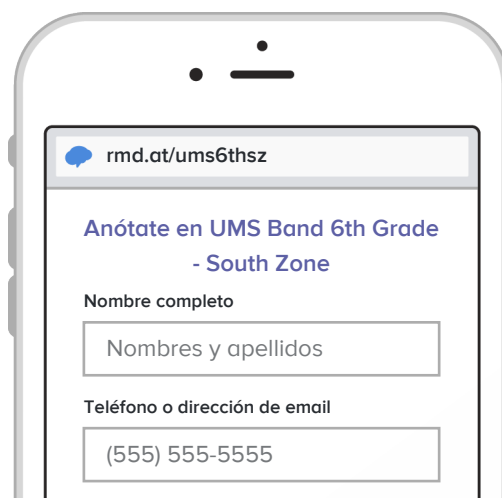 rmd.at/ums6thsz
Anótate en UMS Band 6th Grade
- South Zone
Nombre completo
Nombres y apellidos
Teléfono o dirección de email
(555) 555-5555